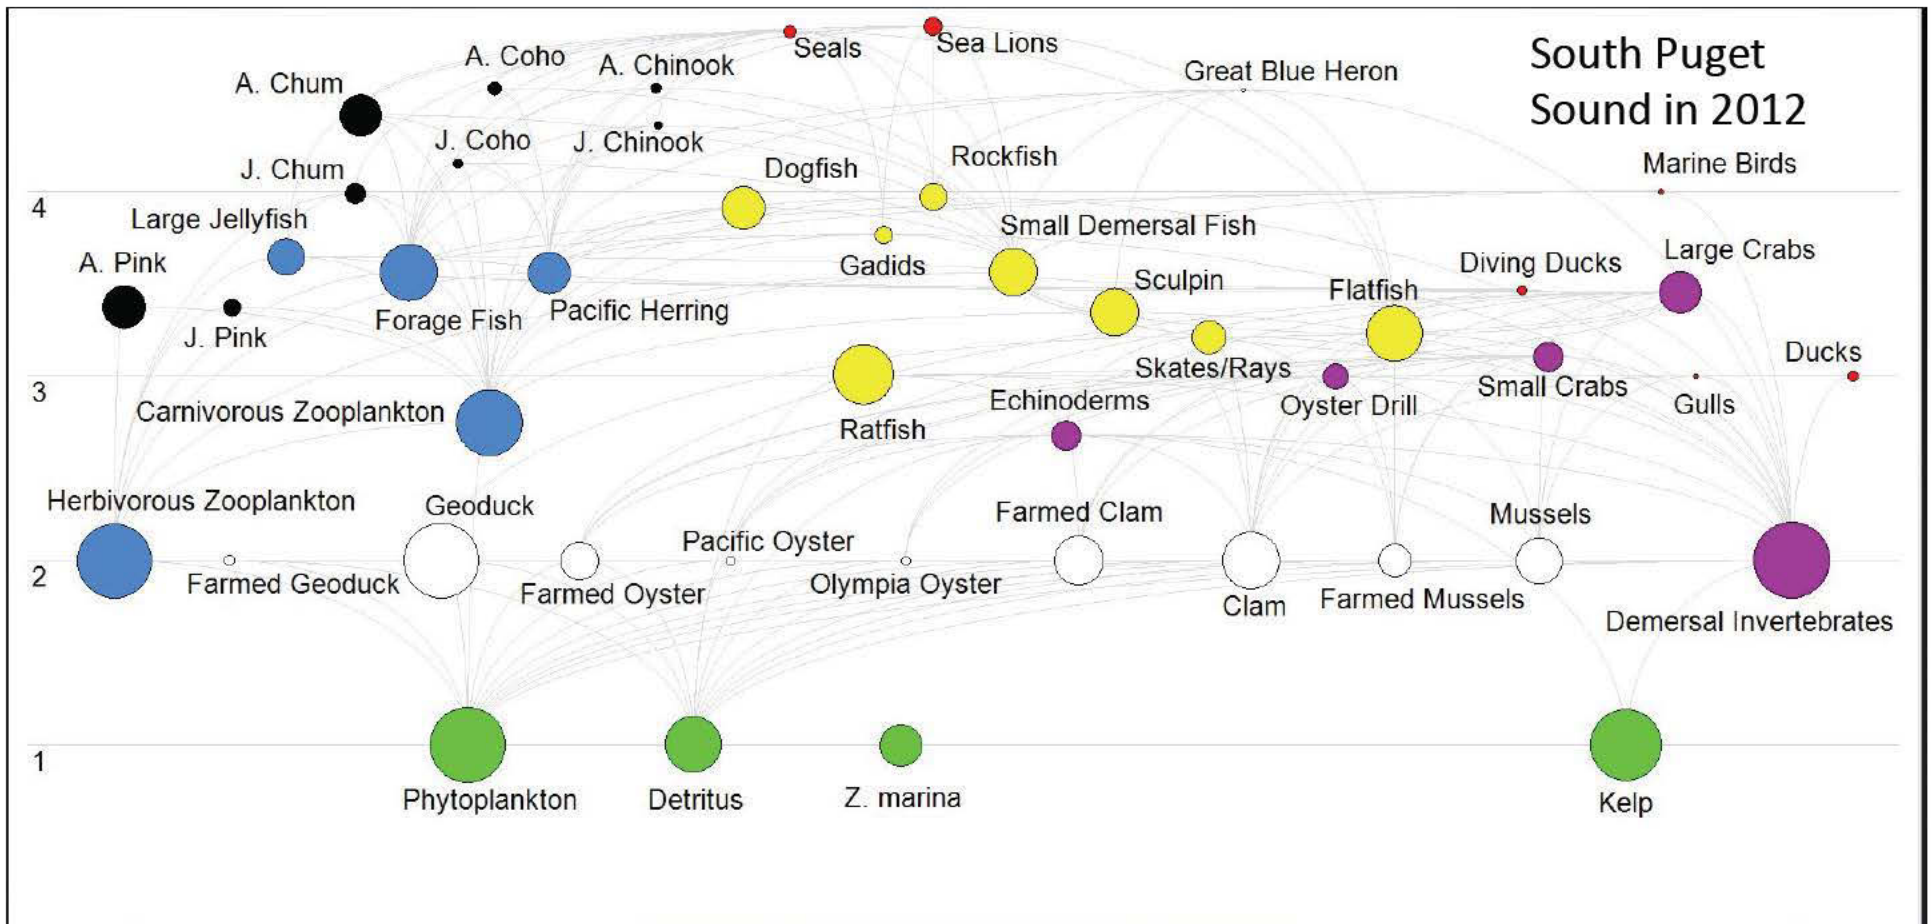 South Puget
Sound in 2012
Seals
Sea Lions
A. Coho
A. Chinook
Great Blue Heron
A. Chum
J. Coho
J. Chinook
Rockfish
Marine Birds
J. Chum
Dogfish
4
Large Jellyfish
Small Demersal Fish
A. Pink
Gadids
Diving Ducks
Large Crabs
Sculpin
Flatfish
Forage Fish
Pacific Herring
J. Pink
Ducks
3
Skates/Rays
Small Crabs
Echinoderms
Oyster Drill
Gulls
Carnivorous Zooplankton
Ratfish
Herbivorous Zooplankton
Geoduck
Farmed Clam
Mussels
Pacific Oyster
2
Farmed Geoduck
Farmed Oyster
Olympia Oyster
Clam
Farmed Mussels
Demersal Invertebrates
1
Phytoplankton
Detritus
Z. marina
Kelp